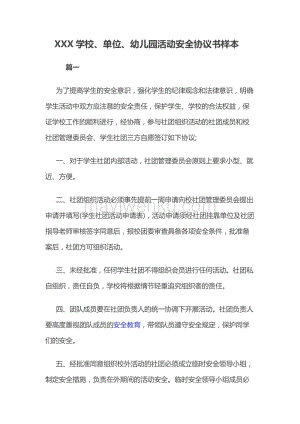 XXX 学校、单位、幼儿园活动安全协议书样本
篇一
为了提高学生的安全意识，强化学生的纪律观念和法律意识，明确
学生活动中双方应注意的安全责任，保护学生、学校的合法权益，保
证学校工作的顺利进行，经协商，参与社团组织活动的社团成员和校
社团管理委员会、学生社团三方自愿签订如下协议;
一、对于学生社团内部活动，社团管理委员会原则上要求小型、就
近、方便。
二、社团组织活动必须事先提前一周申请向校社团管理委员会提出
申请并填写(学生社团活动申请表)，活动申请须经社团挂靠单位及社团
指导老师审核签字同意后，报校团委审查具备各项安全条件，批准备
案后，社团方可组织活动。
三、未经批准，任何学生社团不得组织会员进行任何活动。社团私
自组织，责任自负，学校将根据情节轻重追究组织者的责任。
四、团队成员要在社团负责人的统一协调下开展活动。社团负责人
要高度重视团队成员的安全教育，带领队员遵守安全规定，保护同学
们的安全。
五、经批准同意组织校外活动的社团必须成立临时安全领导小组，
制定安全措施，负责在外期间的活动安全。临时安全领导小组成员必